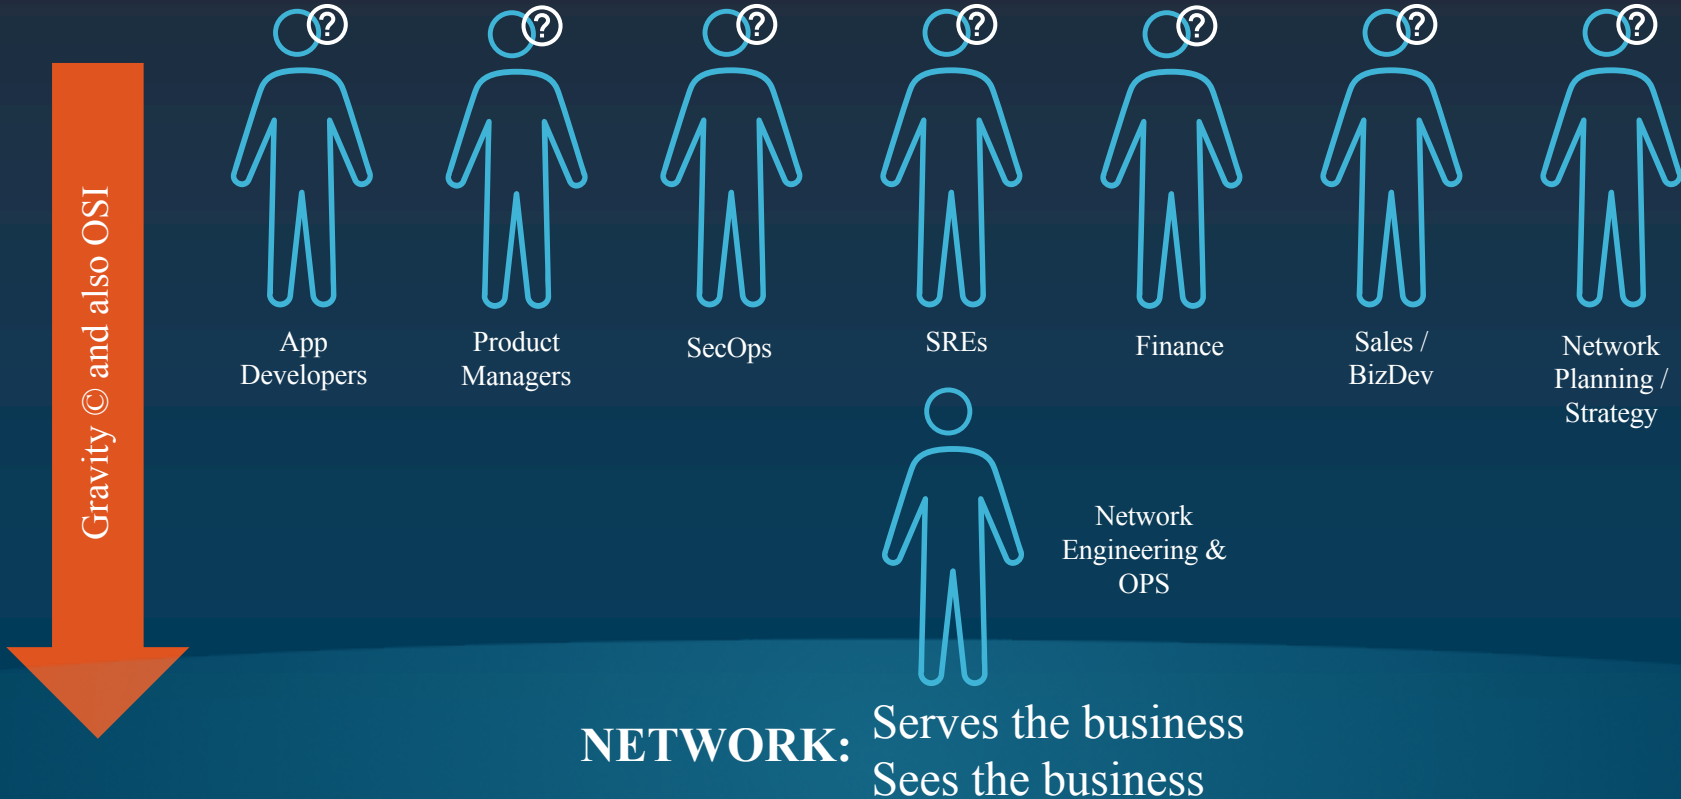 ?
?
?
?
?
?
?
Gravity © and also OSI
App
Developers
Product
Managers
SecOps
SREs
Finance
Sales /
BizDev
Network
Planning /
Strategy
Network
Engineering &
OPS
NETWORK:
Serves the business
Sees the business